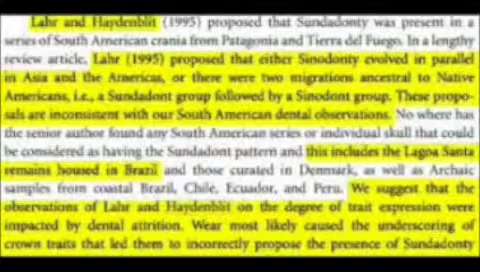 Lahr and Haydenblit (1995) proposed that Sundadonty was present in a
series of South American crania from Patagonia and Tierra del Fuego. In a lengthy
review article, Lahr (1995) proposed that either Sinodonty evolved in parallel
in Asia and the Americas, or there were two migrations ancestral to Native
Americans, i.e., a Sundadont group followed by a Sinodont group. These propo-
sals are inconsistent with our South American dental observations. No where has
the senior author found any South American series or individual skull that could
be considered as having the Sundadont pattern and this includes the Lagoa Santa
remains housed in Brazil and those curated in Denmark, as well as Archaic
samples from coastal Brazil, Chile, Ecuador, and Peru. We suggest that the
observations of Lahr and Haydenblit on the degree of trait expression were
impacted by dental attrition. Wear most likely caused the underscoring of
crown traits that led them to incorrectly propose the presence of Sundadonty